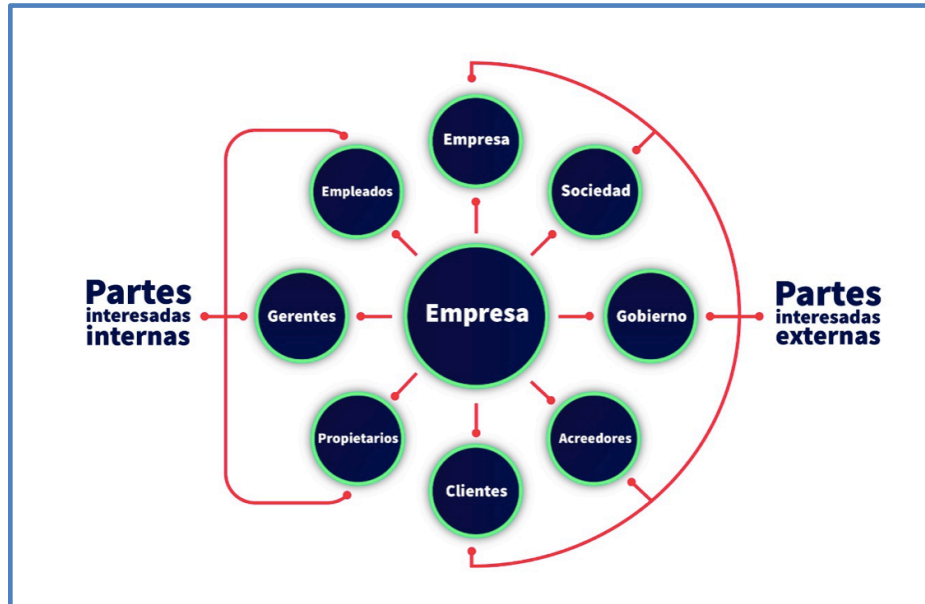 Empresa
Empleados
Sociedad
Partes
interesadas
internas
Gerentes
Empresa
Gobierno
Partes
interesadas
externas
Propietarios
Acreedores
Clientes